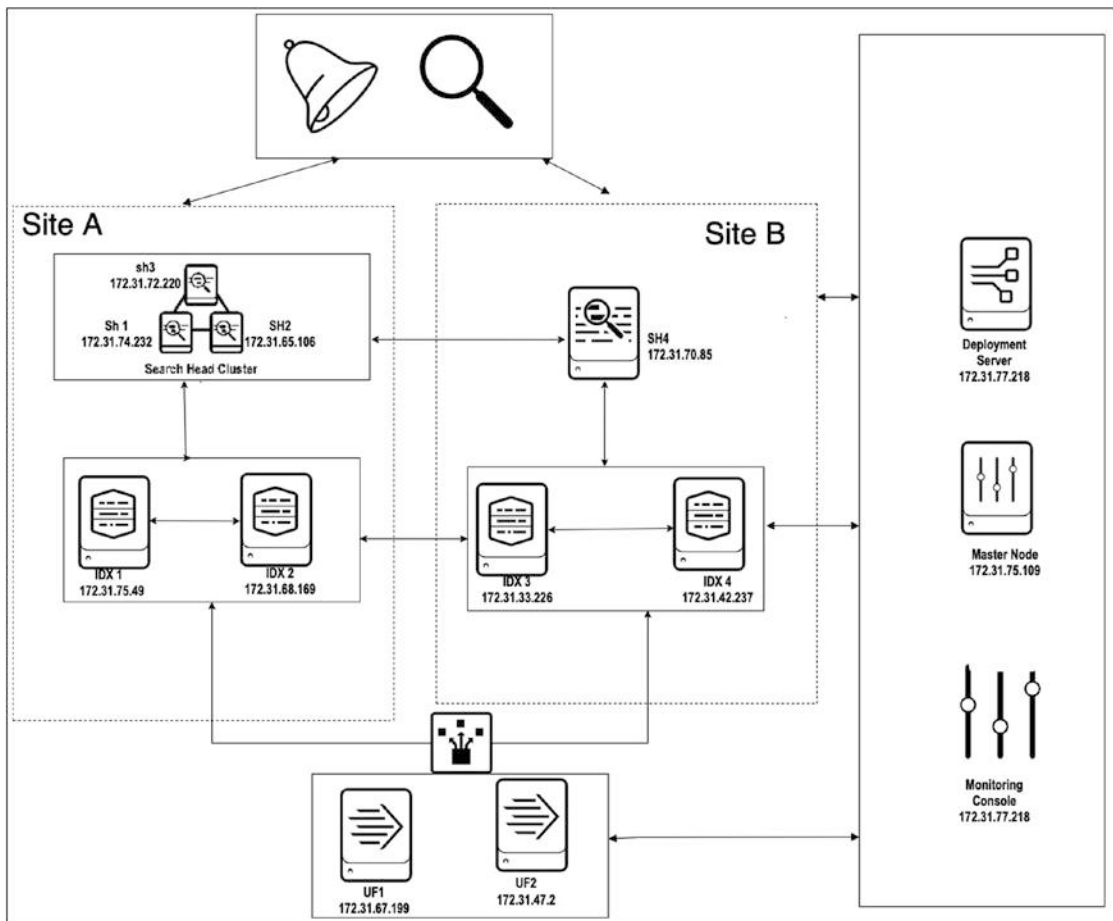 Site A
Site B
sh3
172.31.72.220
Sh 1
172.31.74.232
SH2
172.31.65.106
Search Head Cluster
SH4
172.31.70.85
IDX 1
172.31.75.49
IDX 2
172.31.68.169
IDX 3
172.31.33.226
IDX 4
172.31.42.237
UF1
172.31.67.199
UF2
172.31.47.2
Deployment
Server
172.31.77.218
Master Node
172.31.75.109
Monitoring
Console
172.31.77.218